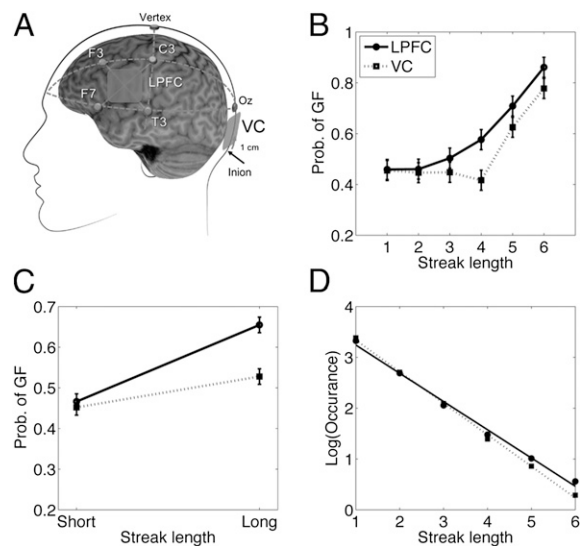 A
Vertex
F3
C3
LPFC
F7
T3
Oz
VC
1 cm
Inion
B
Prob. of GF
1
0.8
0.6
0.4
0.2
LPFC
VC
1 2 3 4 5 6
Streak length
C
Prob. of GF
0.7
0.6
0.5
0.4
0.3
0.2
Short Long
Streak length
D
Log(Occurance)
4
3
2
1
0
1 2 3 4 5 6
Streak length